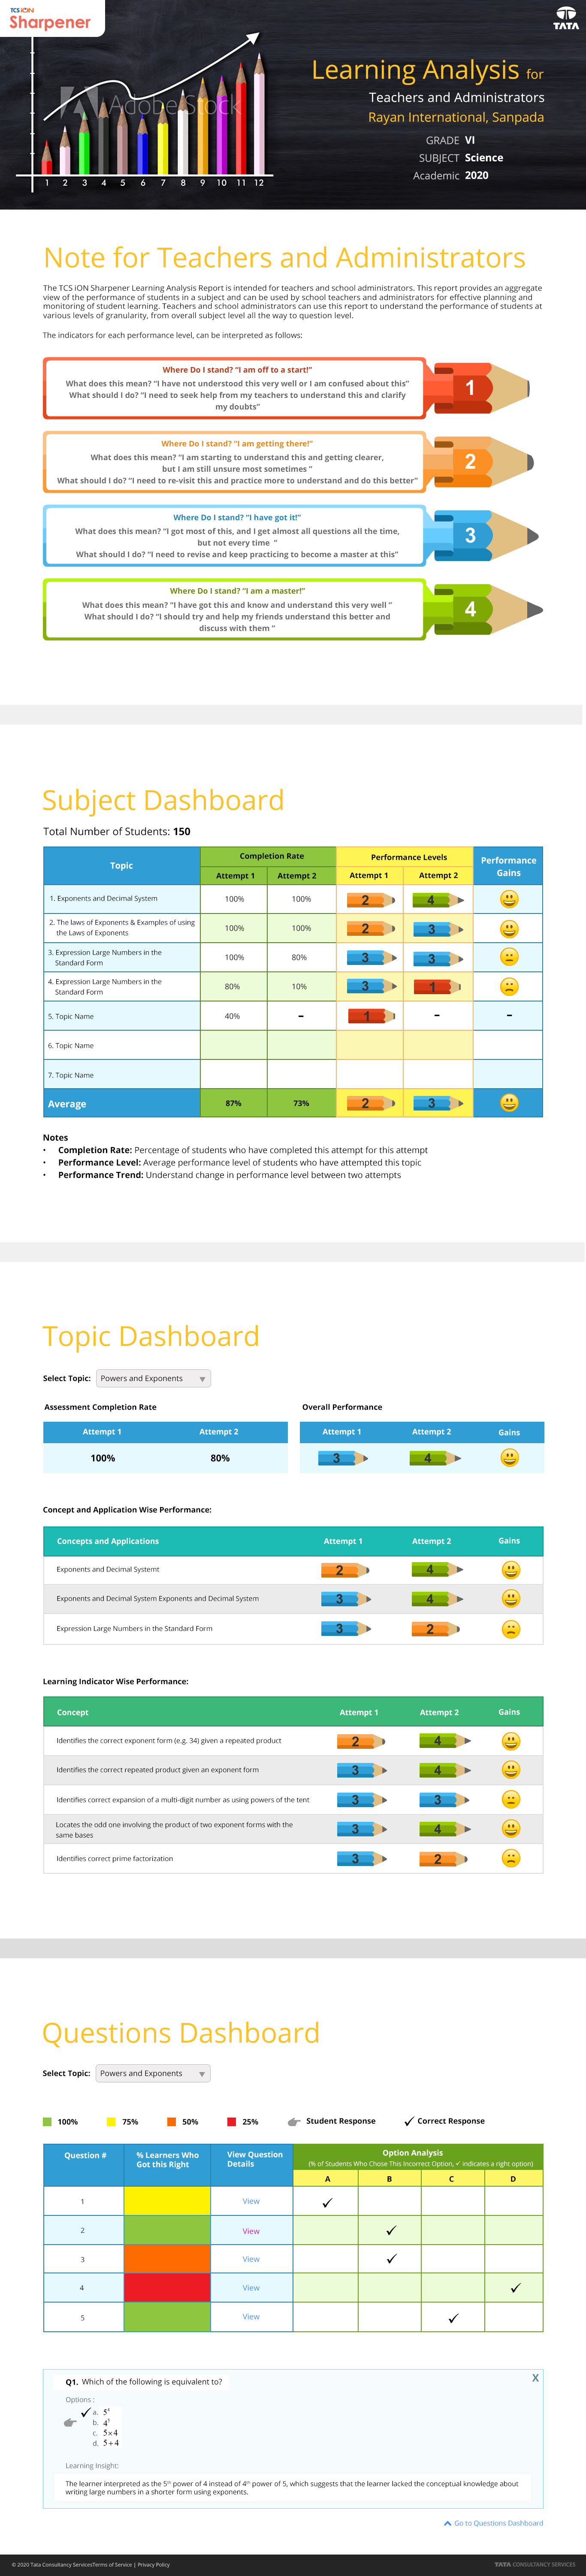 TCS iON
Sharpener
TATA
Adobe Stock
1 2 3 4 5 6 7 8 9 10 11 12
Learning Analysis for
Teachers and Administrators
Rayan International, Sanpada
GRADE VI
SUBJECT Science
Academic 2020
Note for Teachers and Administrators
The TCS iON Sharpener Learning Analysis Report is intended for teachers and school administrators. This report provides an aggregate
view of the performance of students in a subject and can be used by school teachers and administrators for effective planning and
monitoring of student learning. Teachers and school administrators can use this report to understand the performance of students at
various levels of granularity, from overall subject level all the way to question level.
The indicators for each performance level, can be interpreted as follows:
Where Do I stand? “I am off to a start!”
What does this mean? “I have not understood this very well or I am confused about this”
What should I do? “I need to seek help from my teachers to understand this and clarify
my doubts”
1
Where Do I stand? “I am getting there!”
What does this mean? “I am starting to understand this and getting clearer,
but I am still unsure most sometimes ”
What should I do? “I need to re-visit this and practice more to understand and do this better”
2
Where Do I stand? “I have got it!”
What does this mean? “I got most of this, and I get almost all questions all the time,
but not every time ”
What should I do? “I need to revise and keep practicing to become a master at this”
3
Where Do I stand? “I am a master!”
What does this mean? “I have got this and know and understand this very well ”
What should I do? “I should try and help my friends understand this better and
discuss with them ”
4
Subject Dashboard
Total Number of Students: 150
Topic Completion Rate Performance Levels Performance Gains
Attempt 1 Attempt 2 Attempt 1 Attempt 2
1. Exponents and Decimal System 100% 100% 2 4
2. The laws of Exponents & Examples of using
the Laws of Exponents 100% 100% 2 3
3. Expression Large Numbers in the
Standard Form 100% 80% 3 3
4. Expression Large Numbers in the
Standard Form 80% 10% 3 1
5. Topic Name 40% – 1 – –
6. Topic Name
7. Topic Name
Average 87% 73% 2 3
Notes
• Completion Rate: Percentage of students who have completed this attempt for this attempt
• Performance Level: Average performance level of students who have attempted this topic
• Performance Trend: Understand change in performance level between two attempts
Topic Dashboard
Select Topic: Powers and Exponents
Assessment Completion Rate Overall Performance
Attempt 1 Attempt 2 Attempt 1 Attempt 2 Gains
100% 80% 3 4
Concept and Application Wise Performance:
Concepts and Applications Attempt 1 Attempt 2 Gains
Exponents and Decimal Systemt 2 4
Exponents and Decimal System Exponents and Decimal System 3 4
Expression Large Numbers in the Standard Form 3 2
Learning Indicator Wise Performance:
Concept Attempt 1 Attempt 2 Gains
Identifies the correct exponent form (e.g. 34) given a repeated product 2 4
Identifies the correct repeated product given an exponent form 3 4
Identifies correct expansion of a multi-digit number as using powers of the tent 3 3
Locates the odd one involving the product of two exponent forms with the
same bases 3 4
Identifies correct prime factorization 3 2
Questions Dashboard
Select Topic: Powers and Exponents
100% 75% 50% 25% Student Response ✓ Correct Response
Question # % Learners Who Got this Right View Question Details Option Analysis
(% of Students Who Chose This Incorrect Option, ✓ indicates a right option)
A B C D
1 View ✓
2 View ✓
3 View ✓
4 View ✓
5 View ✓
X
Q1. Which of the following is equivalent to?
Options :
✓ a. 5⁴
b. 4⁵
c. 5×4
d. 5÷4
Learning Insight:
The learner interpreted as the 5th power of 4 instead of 4th power of 5, which suggests that the learner lacked the conceptual knowledge about
writing large numbers in a shorter form using exponents.
Go to Questions Dashboard
© 2020 Tata Consultancy ServicesTerms of Service | Privacy Policy
TATA CONSULTANCY SERVICES